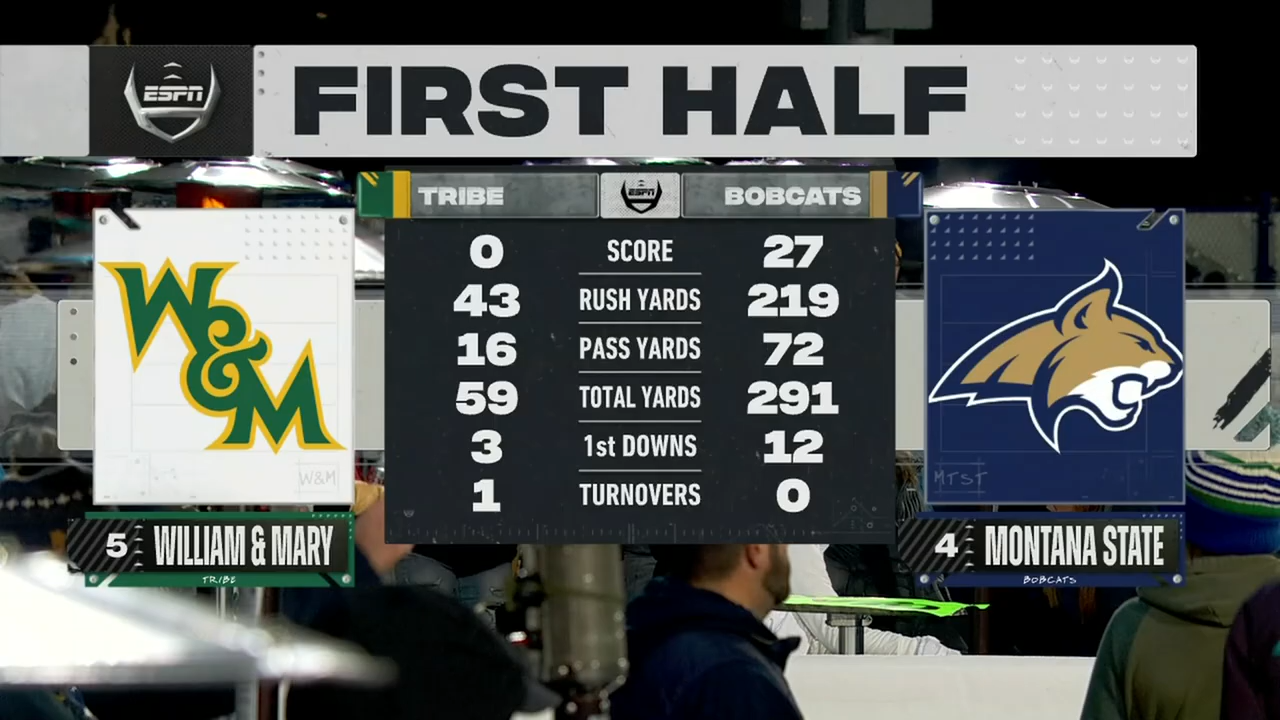 ESPN FIRST HALF
TRIBE ESPN BOBCATS
0 SCORE 27
43 RUSH YARDS 219
16 PASS YARDS 72
59 TOTAL YARDS 291
3 1st DOWNS 12
1 TURNOVERS 0
W&M
W&M
MTST
5 WILLIAM & MARY
TRIBE
4 MONTANA STATE
BOBCATS